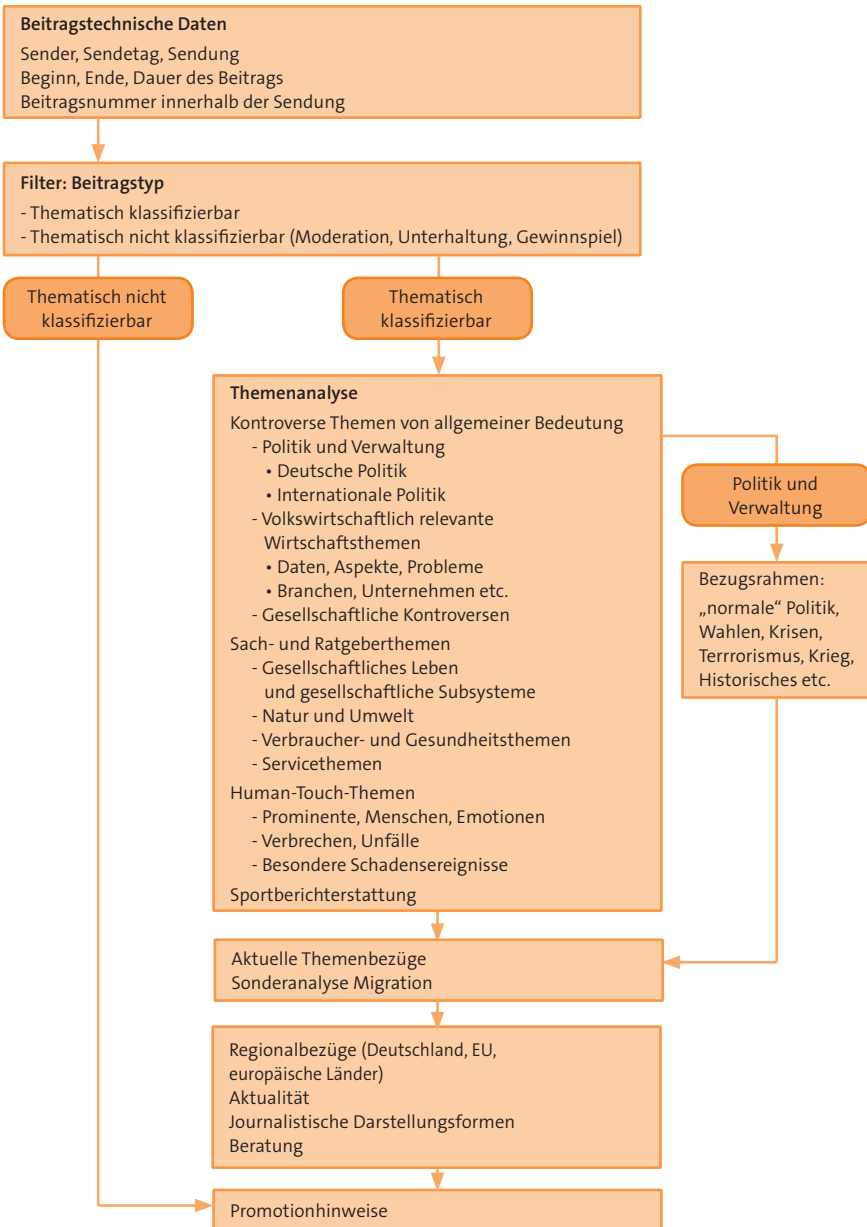 Beitragstechnische Daten
Sender, Sendetag, Sendung
Beginn, Ende, Dauer des Beitrags
Beitragsnummer innerhalb der Sendung
Filter: Beitragstyp
- Thematisch klassifizierbar
- Thematisch nicht klassifizierbar (Moderation, Unterhaltung, Gewinnspiel)
Thematisch nicht
klassifizierbar
Thematisch
klassifizierbar
Themenanalyse
Kontroverse Themen von allgemeiner Bedeutung
- Politik und Verwaltung
• Deutsche Politik
• Internationale Politik
- Volkswirtschaftlich relevante
Wirtschaftsthemen
• Daten, Aspekte, Probleme
• Branchen, Unternehmen etc.
- Gesellschaftliche Kontroversen
Sach- und Ratgeberthemen
- Gesellschaftliches Leben
und gesellschaftliche Subsysteme
- Natur und Umwelt
- Verbraucher- und Gesundheitsthemen
- Servicethemen
Human-Touch-Themen
- Prominente, Menschen, Emotionen
- Verbrechen, Unfälle
- Besondere Schadensereignisse
Sportberichterstattung
Politik und
Verwaltung
Bezugsrahmen:
„normale“ Politik,
Wahlen, Krisen,
Terrrorismus, Krieg,
Historisches etc.
Aktuelle Themenbezüge
Sonderanalyse Migration
Regionalbezüge (Deutschland, EU,
europäische Länder)
Aktualität
Journalistische Darstellungsformen
Beratung
Promotionhinweise